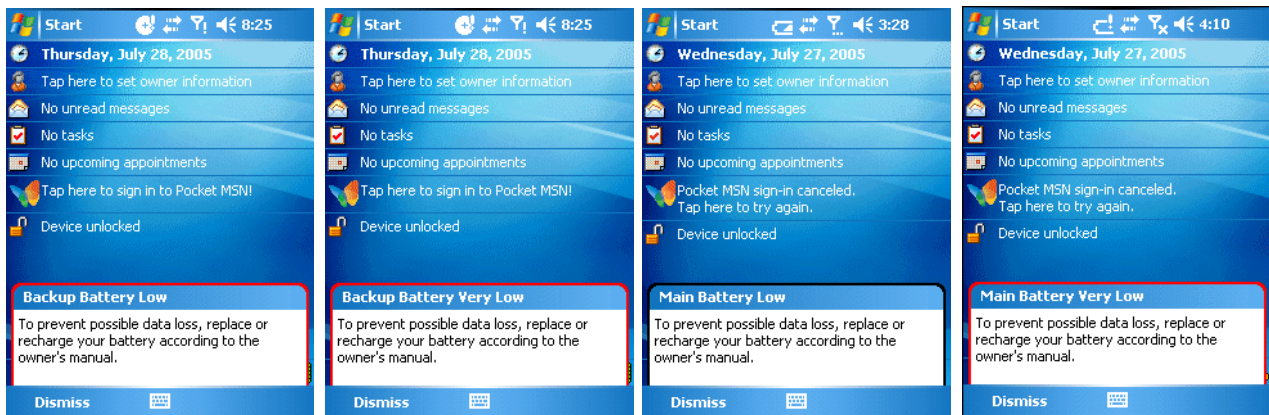 Start 8:25
Thursday, July 28, 2005
Tap here to set owner information
No unread messages
No tasks
No upcoming appointments
Tap here to sign in to Pocket MSN!
Device unlocked
Backup Battery Low
To prevent possible data loss, replace or
recharge your battery according to the
owner's manual.
Dismiss
Start 8:25
Thursday, July 28, 2005
Tap here to set owner information
No unread messages
No tasks
No upcoming appointments
Tap here to sign in to Pocket MSN!
Device unlocked
Backup Battery Very Low
To prevent possible data loss, replace or
recharge your battery according to the
owner's manual.
Dismiss
Start 3:28
Wednesday, July 27, 2005
Tap here to set owner information
No unread messages
No tasks
No upcoming appointments
Pocket MSN sign-in canceled.
Tap here to try again.
Device unlocked
Main Battery Low
To prevent possible data loss, replace or
recharge your battery according to the
owner's manual.
Dismiss
Start 4:10
Wednesday, July 27, 2005
Tap here to set owner information
No unread messages
No tasks
No upcoming appointments
Pocket MSN sign-in canceled.
Tap here to try again.
Device unlocked
Main Battery Very Low
To prevent possible data loss, replace or
recharge your battery according to the
owner's manual.
Dismiss